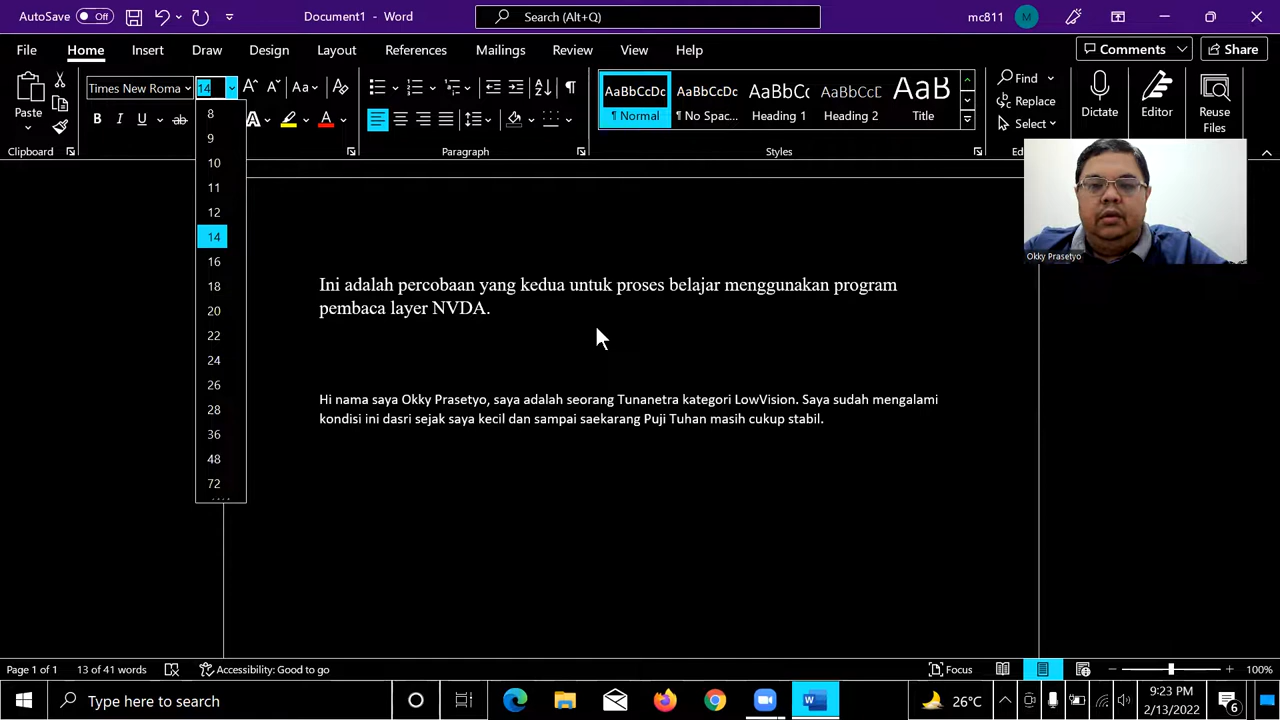 AutoSave Off Document1 - Word Search (Alt+Q) mc811 M
File Home Insert Draw Design Layout References Mailings Review View Help Comments Share
Paste
Clipboard
Times New Roma 14
B I U ab A A
Aa
Paragraph
AaBbCcDc AaBbCcDc AaBbCc AaBbCcD AaB
¶ Normal ¶ No Spac... Heading 1 Heading 2 Title
Styles
Find
Replace
Select
Dictate
Editor
Reuse
Files
8
9
10
11
12
14
16
18
20
22
24
26
28
36
48
72
Okky Prasetyo
Ini adalah percobaan yang kedua untuk proses belajar menggunakan program
pembaca layer NVDA.
Hi nama saya Okky Prasetyo, saya adalah seorang Tunanetra kategori LowVision. Saya sudah mengalami
kondisi ini dasri sejak saya kecil dan sampai saekarang Puji Tuhan masih cukup stabil.
Page 1 of 1 13 of 41 words Accessibility: Good to go Focus 100%
Type here to search 26°C 9:23 PM
2/13/2022
6